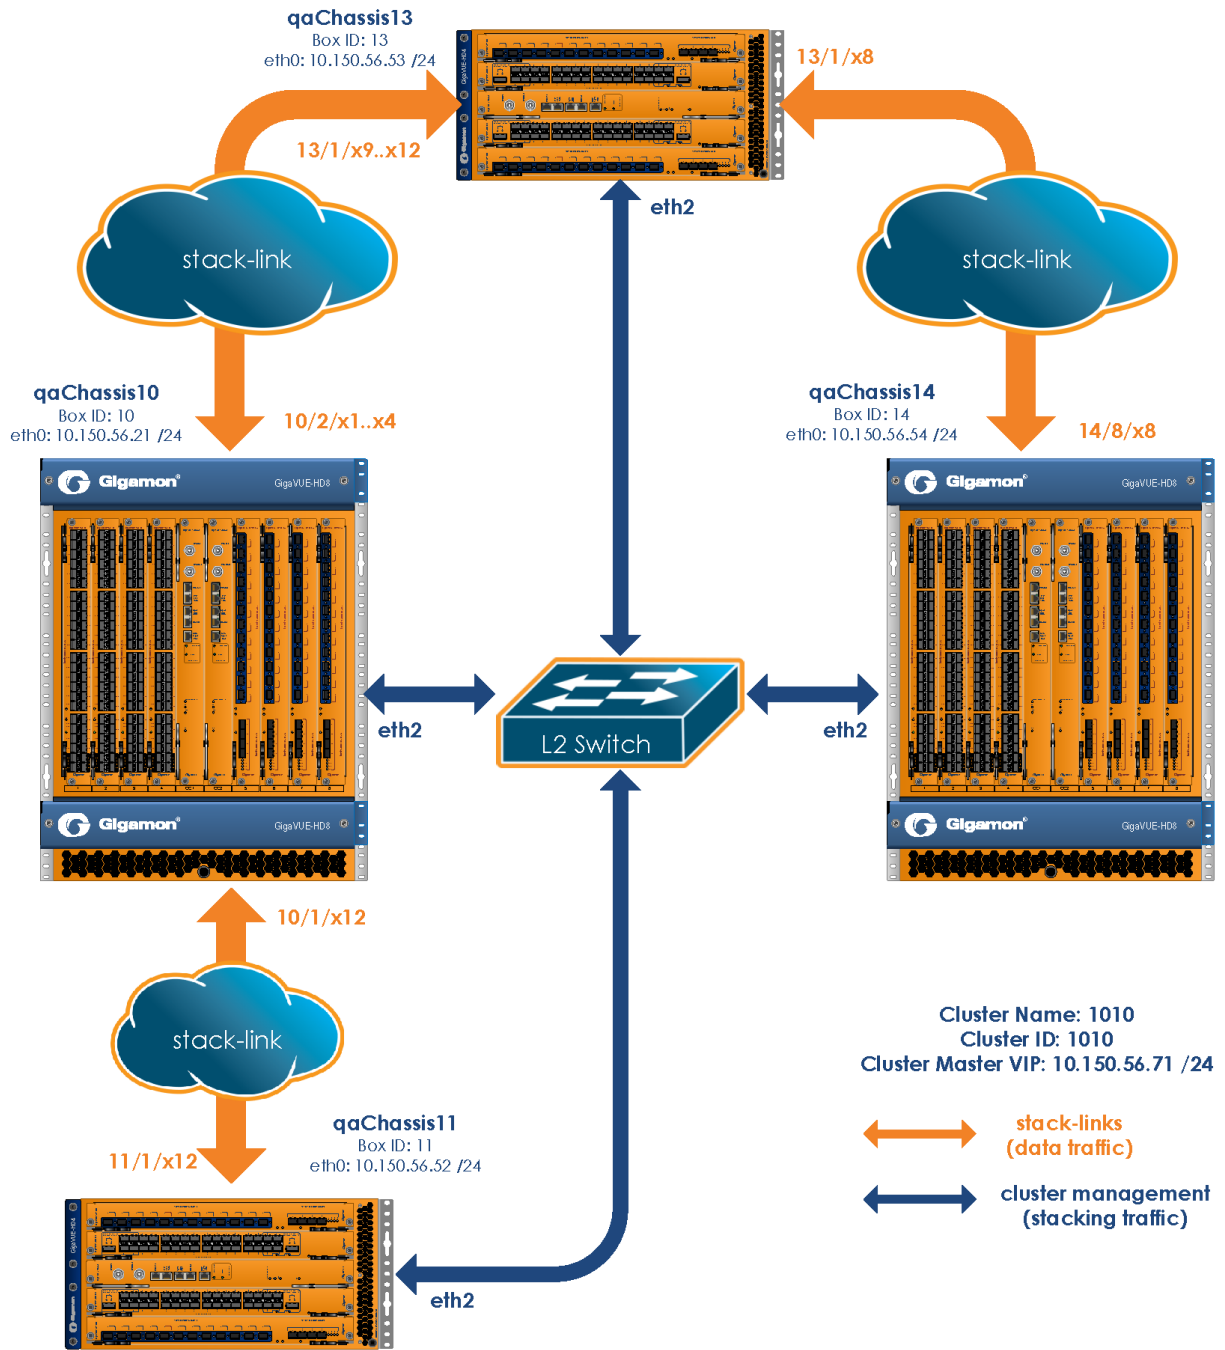 qaChassis13
Box ID: 13
eth0: 10.150.56.53 /24
13/1/x8
GigaVUE-HD4
13/1/x9..x12
eth2
stack-link
stack-link
qaChassis10
Box ID: 10
eth0: 10.150.56.21 /24
10/2/x1..x4
qaChassis14
Box ID: 14
eth0: 10.150.56.54 /24
14/8/x8
Gigamon®
GigaVUE-HD8
Gigamon®
GigaVUE-HD8
eth2
L2 Switch
eth2
Gigamon®
GigaVUE-HD8
Gigamon®
GigaVUE-HD8
10/1/x12
stack-link
Cluster Name: 1010
Cluster ID: 1010
Cluster Master VIP: 10.150.56.71 /24
qaChassis11
Box ID: 11
eth0: 10.150.56.52 /24
11/1/x12
stack-links
(data traffic)
cluster management
(stacking traffic)
GigaVUE-HD4
Gigamon
eth2